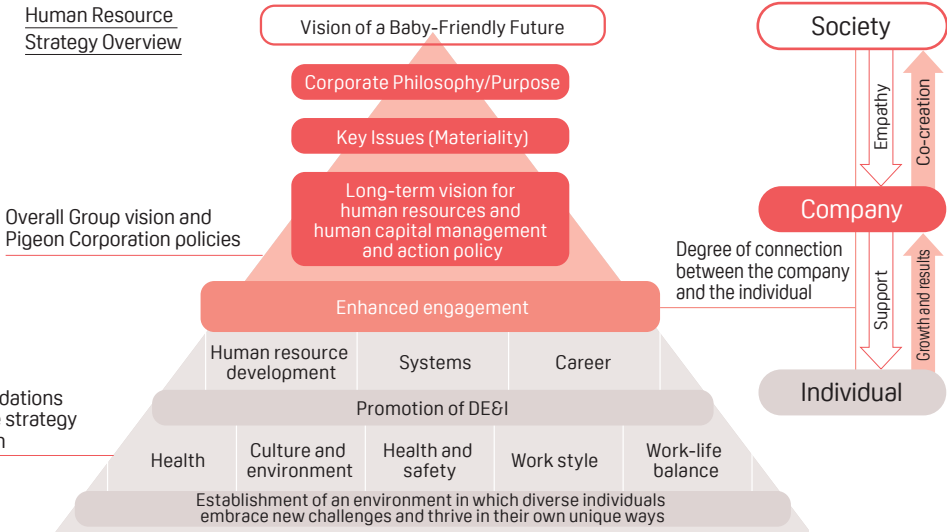 Human Resource
Strategy Overview
Vision of a Baby-Friendly Future
Corporate Philosophy/Purpose
Key Issues (Materiality)
Long-term vision for
human resources and
human capital management
and action policy
Overall Group vision and
Pigeon Corporation policies
Enhanced engagement
Human resource
development
Systems
Career
Promotion of DE&I
strategy
Health
Culture and
environment
Health and
safety
Work style
Work-life
balance
Establishment of an environment in which diverse individuals
embrace new challenges and thrive in their own unique ways
Society
Empathy
Co-creation
Company
Degree of connection
between the company
and the individual
Support
Growth and results
Individual